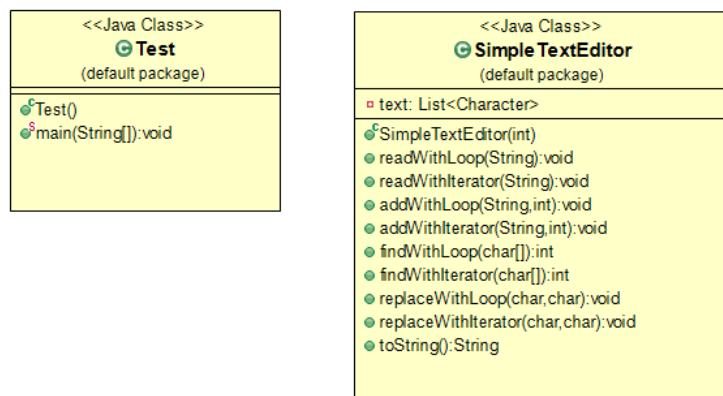 <<Java Class>>
Test
(default package)
Test()
main(String[]):void
<<Java Class>>
SimpleTextEditor
(default package)
text: List<Character>
SimpleTextEditor(int)
readWithLoop(String):void
readWithIterator(String):void
addWithLoop(String,int):void
addWithIterator(String,int):void
findWithLoop(char[]):int
findWithIterator(char[]):int
replaceWithLoop(char,char):void
replaceWithIterator(char,char):void
toString():String